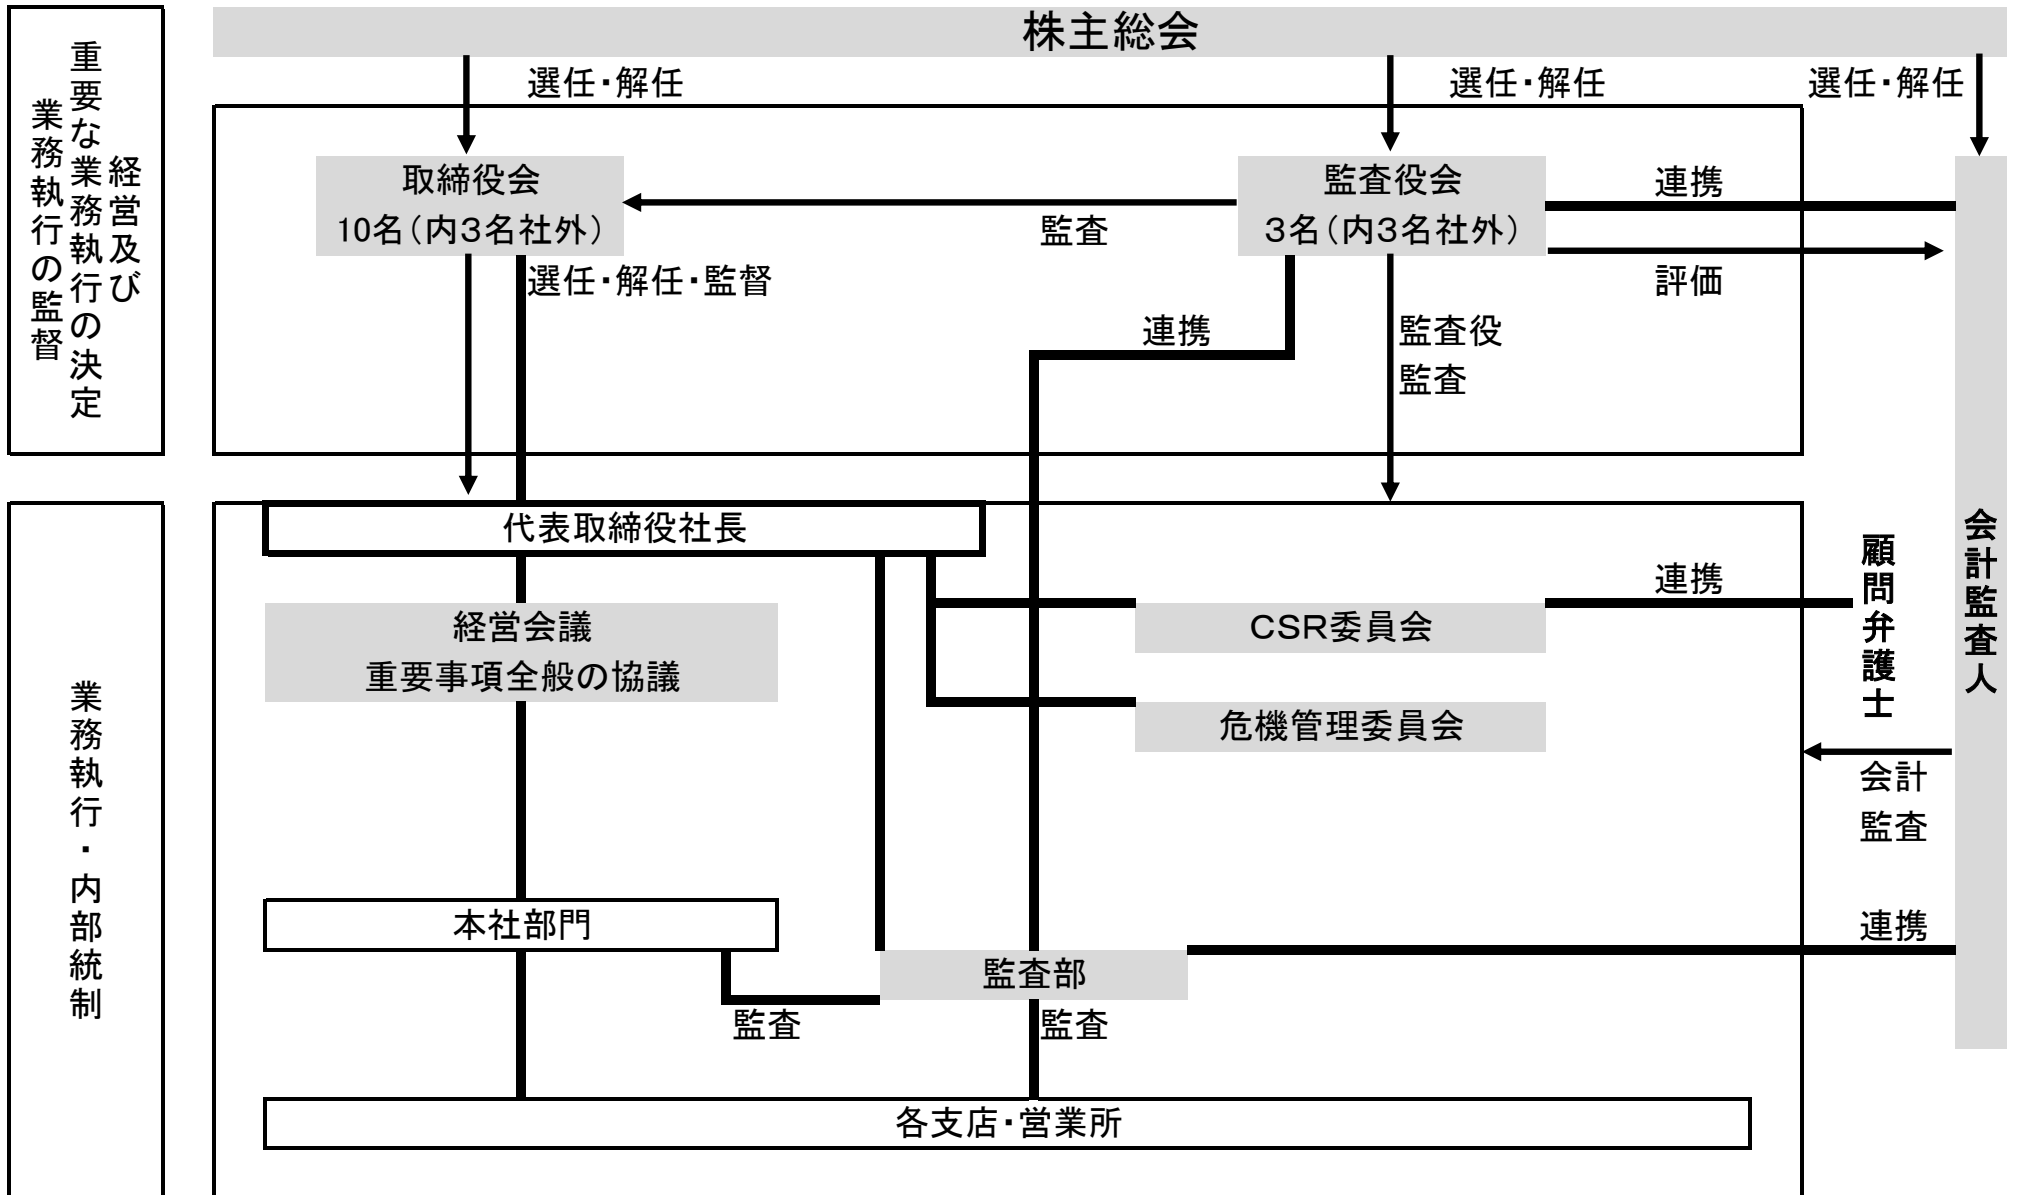 株主総会
選任・解任
選任・解任
選任・解任
経営及び
重要な業務執行の決定
業務執行の監督
取締役会
10名（内３名社外）
監査役会
３名（内３名社外）
連携
監査
評価
選任・解任・監督
連携
監査役
監査
代表取締役社長
経営会議
重要事項全般の協議
CSR委員会
連携
顧問弁護士
会計監査人
危機管理委員会
会計
監査
業務執行・内部統制
本社部門
連携
監査部
監査
監査
各支店・営業所